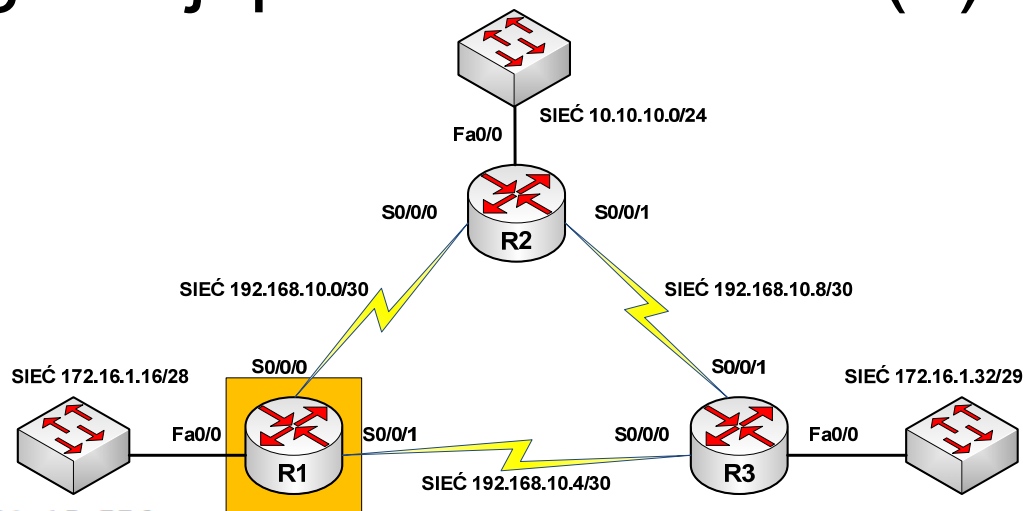 SIEĆ 10.10.10.0/24
Fa0/0
S0/0/0
S0/0/1
R2
SIEĆ 192.168.10.0/30
SIEĆ 192.168.10.8/30
S0/0/0
S0/0/1
SIEĆ 172.16.1.16/28
SIEĆ 172.16.1.32/29
Fa0/0
S0/0/1
S0/0/0
Fa0/0
R1
R3
SIEĆ 192.168.10.4/30